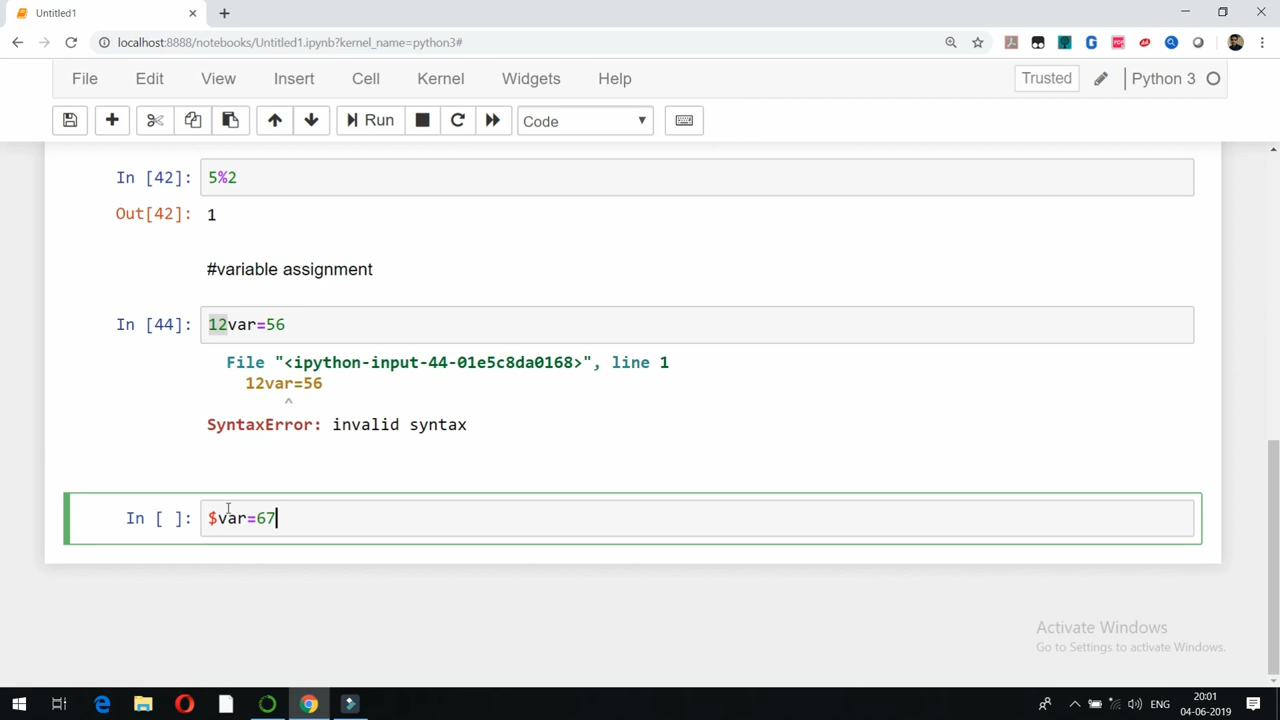 Untitled1
localhost:8888/notebooks/Untitled1.ipynb?kernel_name=python3#
File Edit View Insert Cell Kernel Widgets Help Trusted Python 3
Run Code
In [42]: 5%2
Out[42]: 1
#variable assignment
In [44]: 12var=56
File "<ipython-input-44-01e5c8da0168>", line 1
12var=56
^
SyntaxError: invalid syntax
In [ ]: $var=67
Activate Windows
Go to Settings to activate Windows.
ENG
20:01
04-06-2019